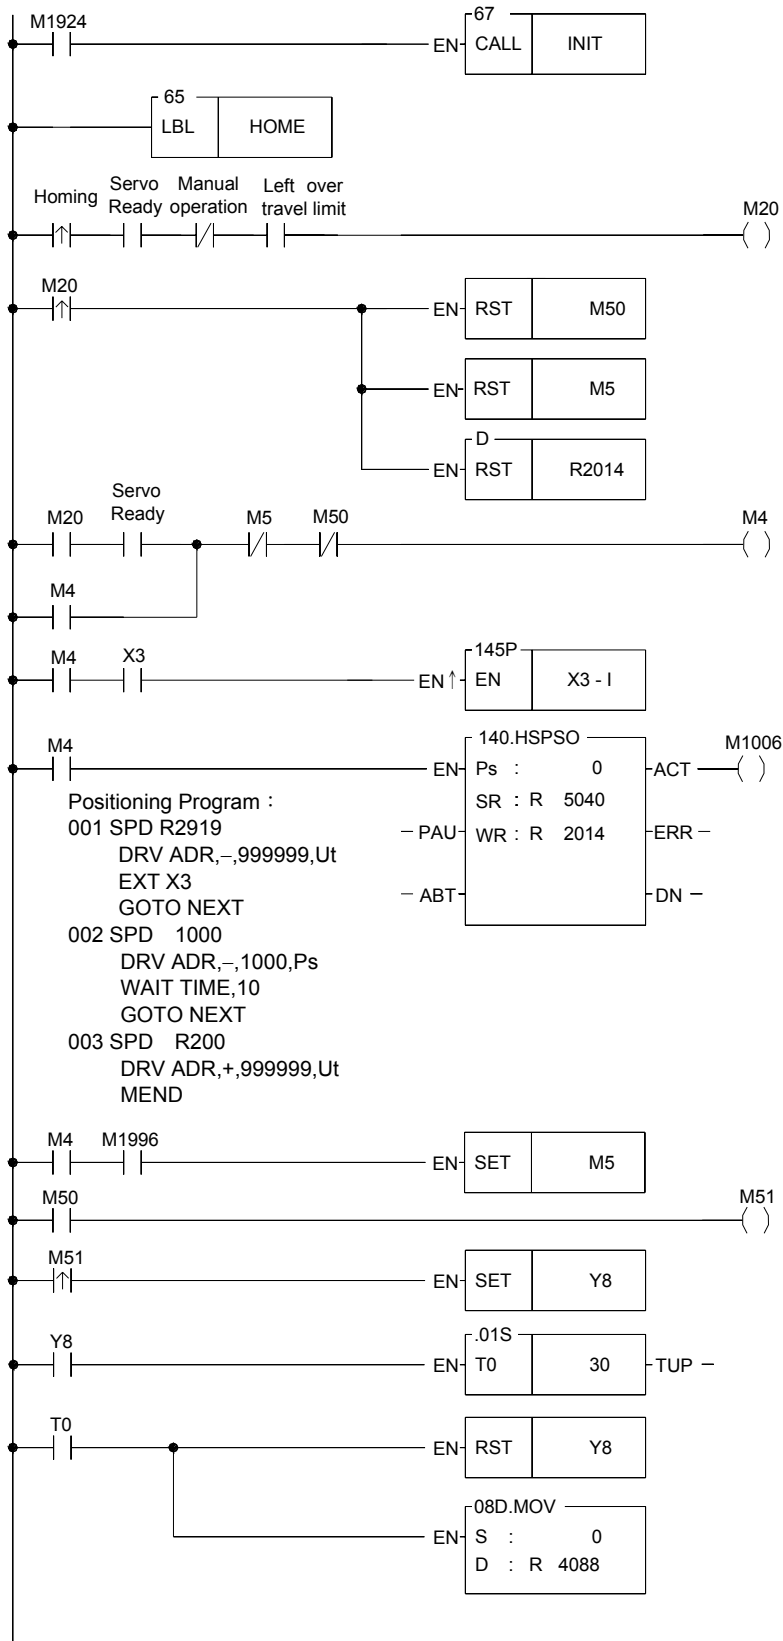 M1924
67
EN CALL INIT
65
LBL HOME
Homing Servo Ready Manual operation Left over travel limit M20
M20
EN RST M50
EN RST M5
D
EN RST R2014
M20 Servo Ready M5 M50 M4
M4
M4 X3
145P
EN↑ EN X3 - I
M4
140.HSPSO M1006
EN Ps : 0 ACT
SR : R 5040
PAU WR : R 2014 ERR
ABT DN
Positioning Program :
001 SPD R2919
DRV ADR,–,999999,Ut
EXT X3
GOTO NEXT
002 SPD 1000
DRV ADR,–,1000,Ps
WAIT TIME,10
GOTO NEXT
003 SPD R200
DRV ADR,+,999999,Ut
MEND
M4 M1996
EN SET M5
M50 M51
M51
EN SET Y8
Y8
.01S
EN T0 30 TUP
T0
EN RST Y8
08D.MOV
EN S : 0
D : R 4088